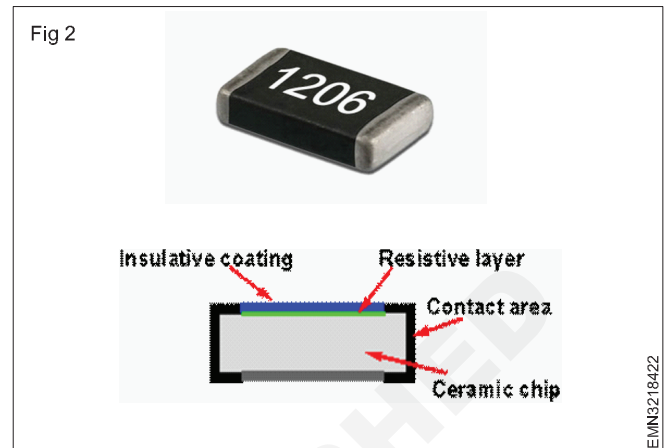 Fig 2
1206
Insulative coating
Resistive layer
Contact area
Ceramic chip
EMN3218422